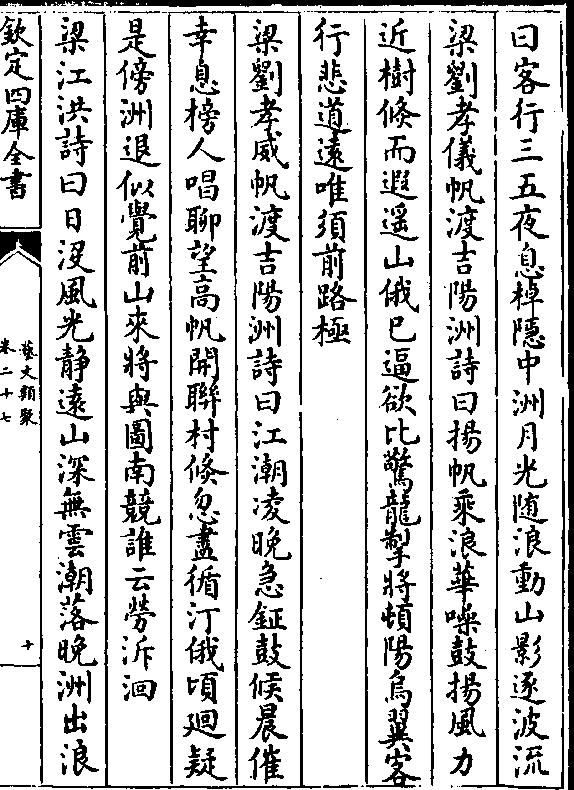 曰客行三五夜息棹隱中洲月光随浪動山影逐波流
梁劉孝儀帆渡吉陽洲詩曰揚帆乘浪華噪鼓揚風力
近樹倐而遐遥山俄已逼欲比驚龍掣將頓陽烏翼客
行悲道遠唯須前路極
梁劉孝威帆渡吉陽洲詩曰江潮凌晚急鉦鼓候晨催
幸息榜人唱聊望高帆開聨村倐忽盡循汀俄頃廻疑
是傍洲退似覺前山來將與圖南競誰云勞泝洄
梁江洪詩曰日沒風光静遠山深無雲潮落晚洲出浪
欽定四庫全書
藝文類聚
卷二十七
十